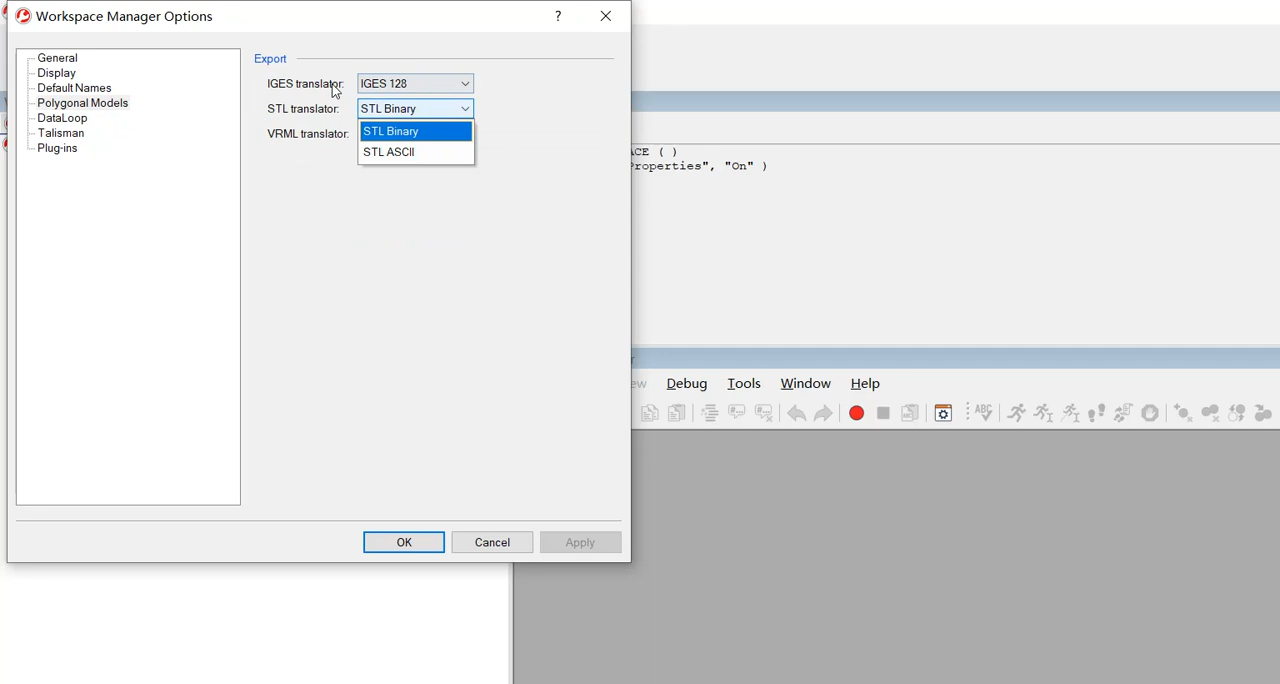 Workspace Manager Options
?
General
Display
Default Names
Polygonal Models
DataLoop
Talisman
Plug-ins
Export
IGES translator: IGES 128
STL translator: STL Binary
STL Binary
STL ASCII
VRML translator:
ACE ( )
Properties", "On" )
ew Debug Tools Window Help
ABC
OK Cancel Apply